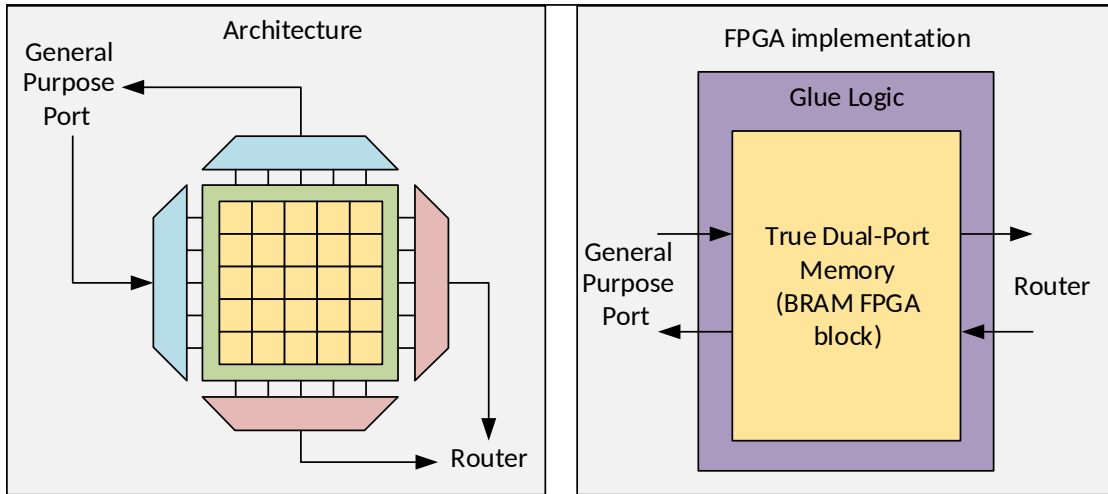 Architecture
General
Purpose
Port
Router
FPGA implementation
Glue Logic
True Dual-Port
Memory
(BRAM FPGA
block)
General
Purpose
Port
Router